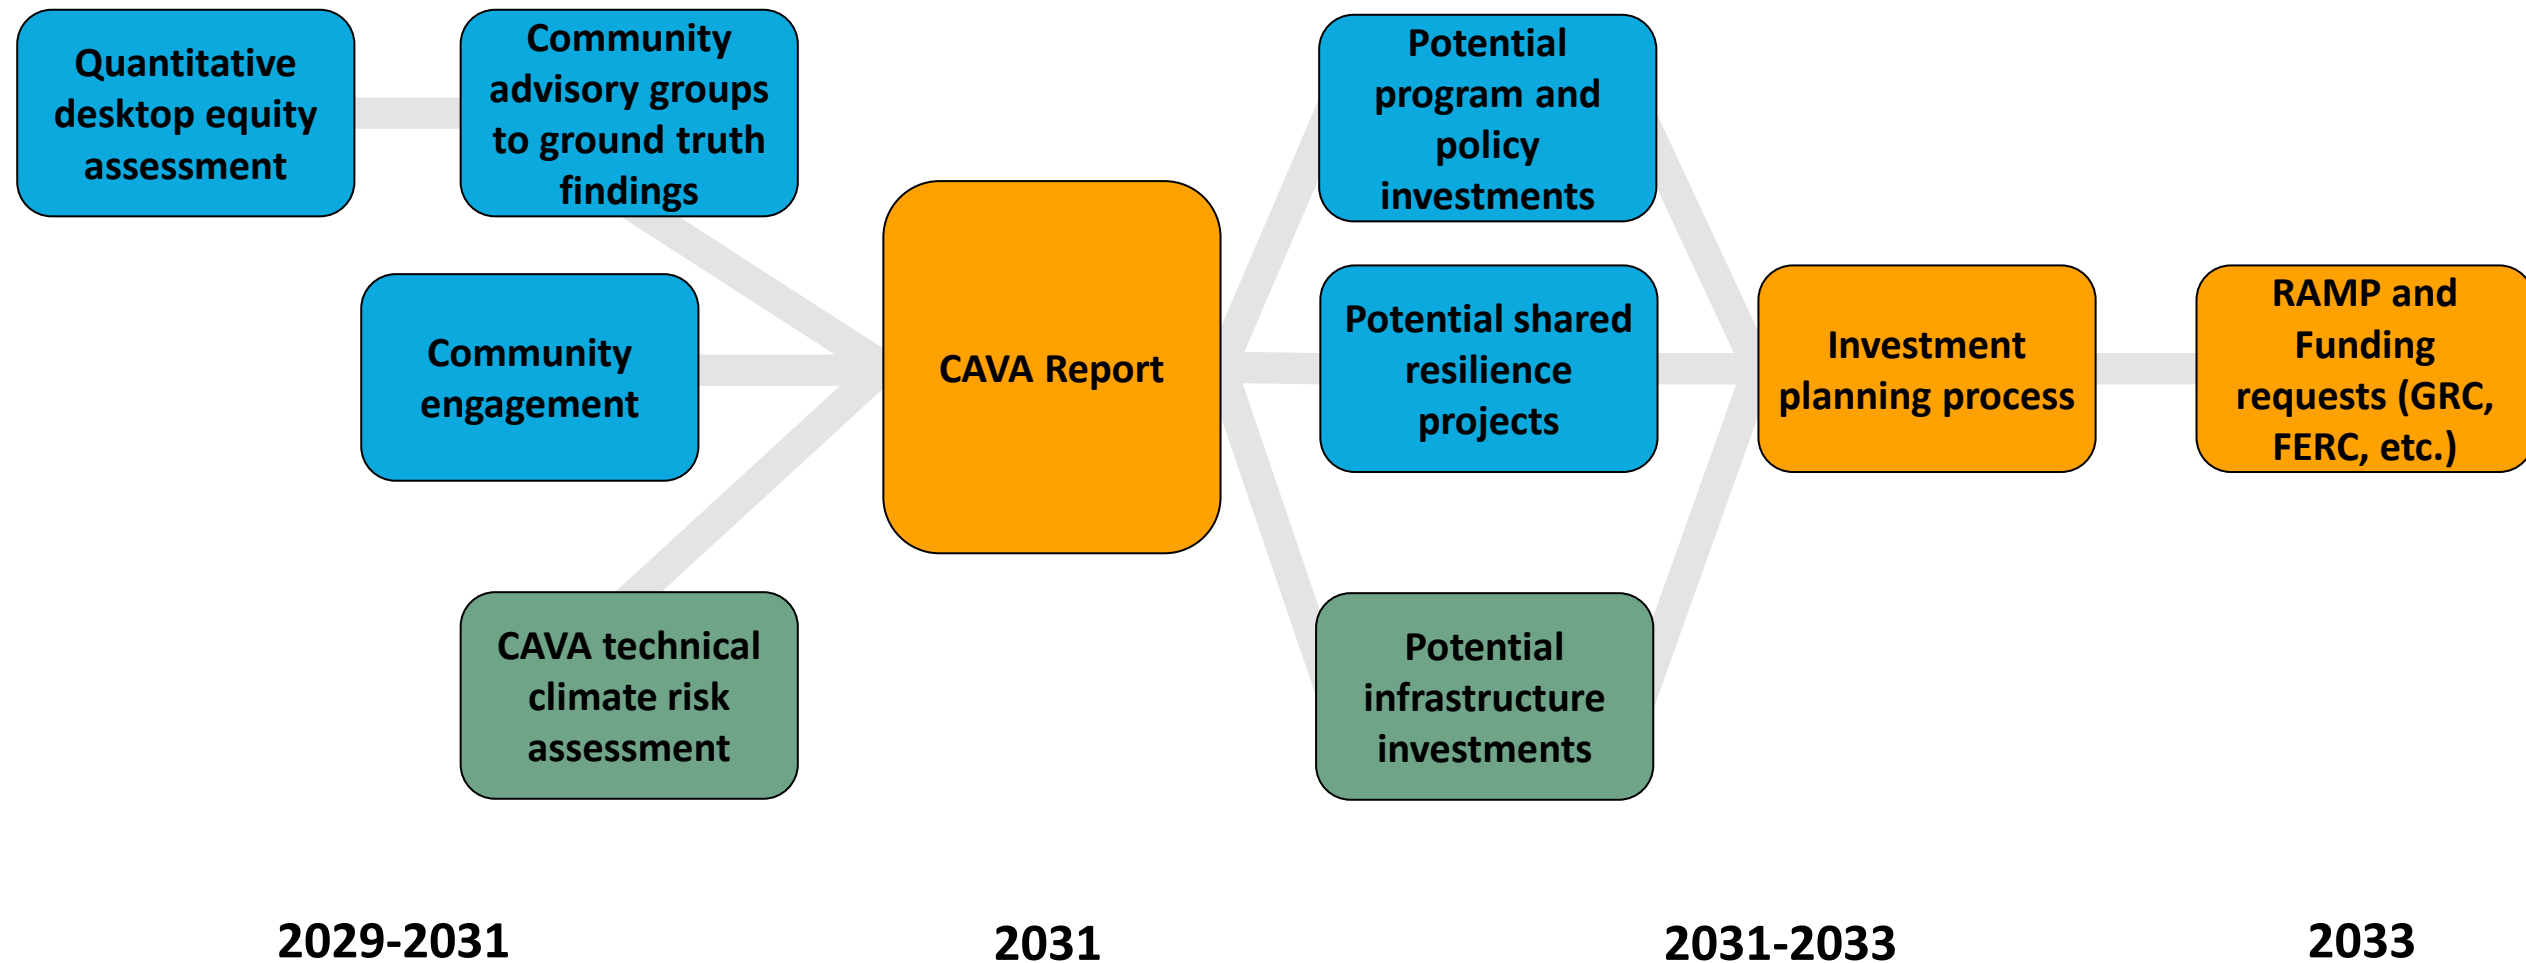 Quantitative
desktop equity
assessment
Community
advisory groups
to ground truth
findings
Community
engagement
CAVA technical
climate risk
assessment
CAVA Report
Potential
program and
policy
investments
Potential shared
resilience
projects
Potential
infrastructure
investments
Investment
planning process
RAMP and
Funding
requests (GRC,
FERC, etc.)
2029-2031
2031
2031-2033
2033